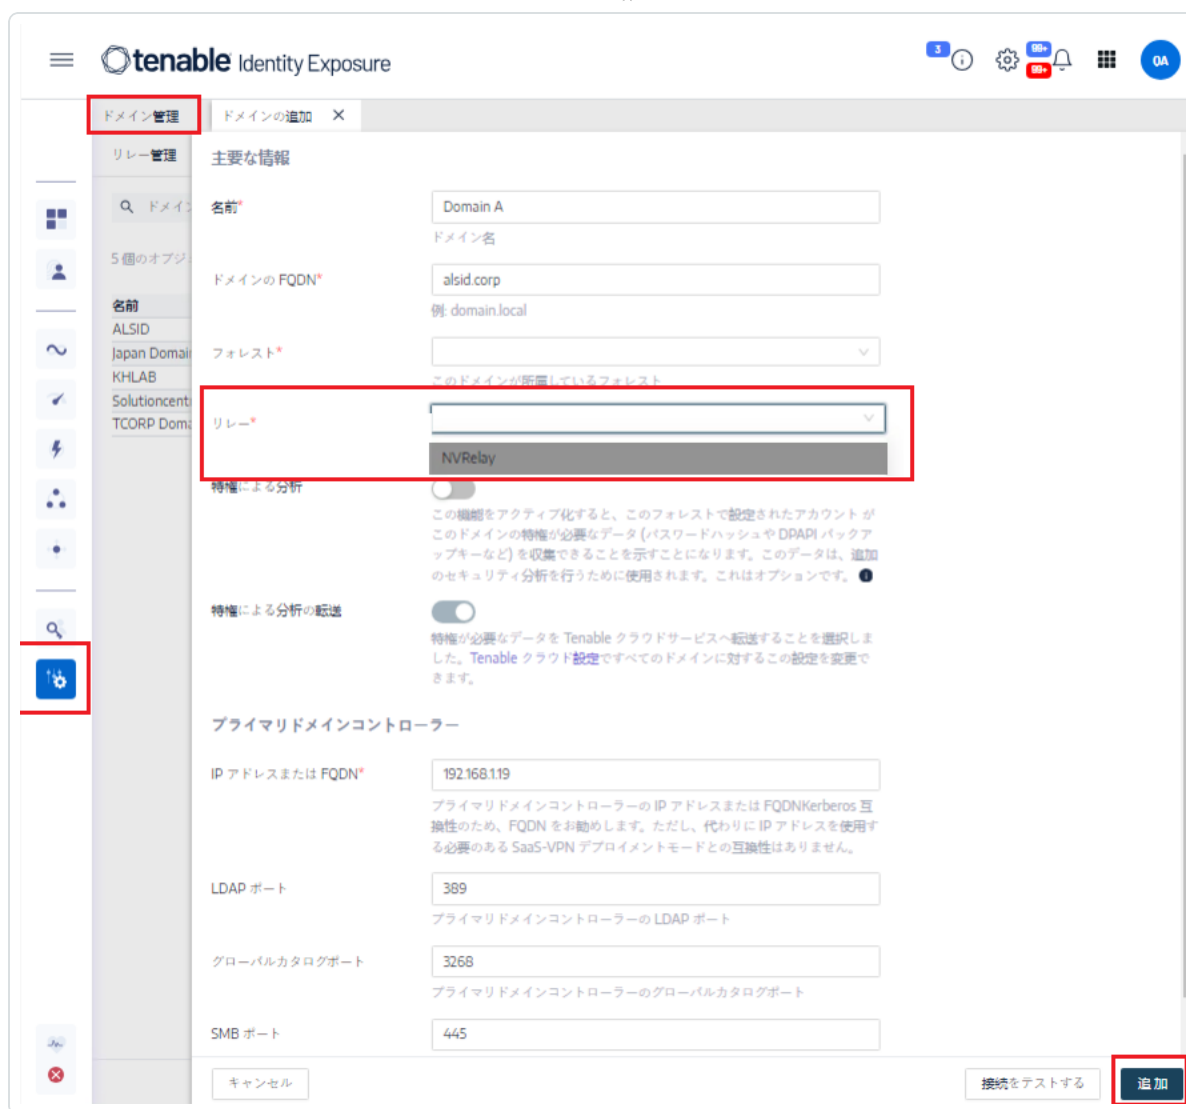 tenable Identity Exposure
3
99+
99+
QA
ドメイン管理
ドメインの追加
リレー管理
主要な情報
ドメイン
名前*
Domain A
ドメイン名
5 個のオブジ
ドメインの FQDN*
alsid.corp
例: domain.local
名前
ALSID
Japan Domai
KHLAB
Solutioncent
TCORP Doma
フォレスト*
このドメインが所属しているフォレスト
リレー*
NVRelay
特権による分析
この機能をアクティブ化すると、このフォレストで設定されたアカウント が
このドメインの特権が必要なデータ (パスワードハッシュや DPAPI バックア
ップキーなど) を収集できることを示すことになります。このデータは、追加
のセキュリティ分析を行うために使用されます。これはオプションです。
特権による分析の転送
特権が必要なデータを Tenable クラウドサービスへ転送することを選択しま
した。Tenable クラウド設定ですべてのドメインに対するこの設定を変更で
きます。
プライマリドメインコントローラー
IP アドレスまたは FQDN*
192.168.1.19
プライマリドメインコントローラーの IP アドレスまたは FQDNKerberos 互
換性のため、FQDN をお勧めします。ただし、代わりに IP アドレスを使用す
る必要のある SaaS-VPN デプロイメントモードとの互換性はありません。
LDAP ポート
389
プライマリドメインコントローラーの LDAP ポート
グローバルカタログポート
3268
プライマリドメインコントローラーのグローバルカタログポート
SMB ポート
445
キャンセル
接続をテストする
追加